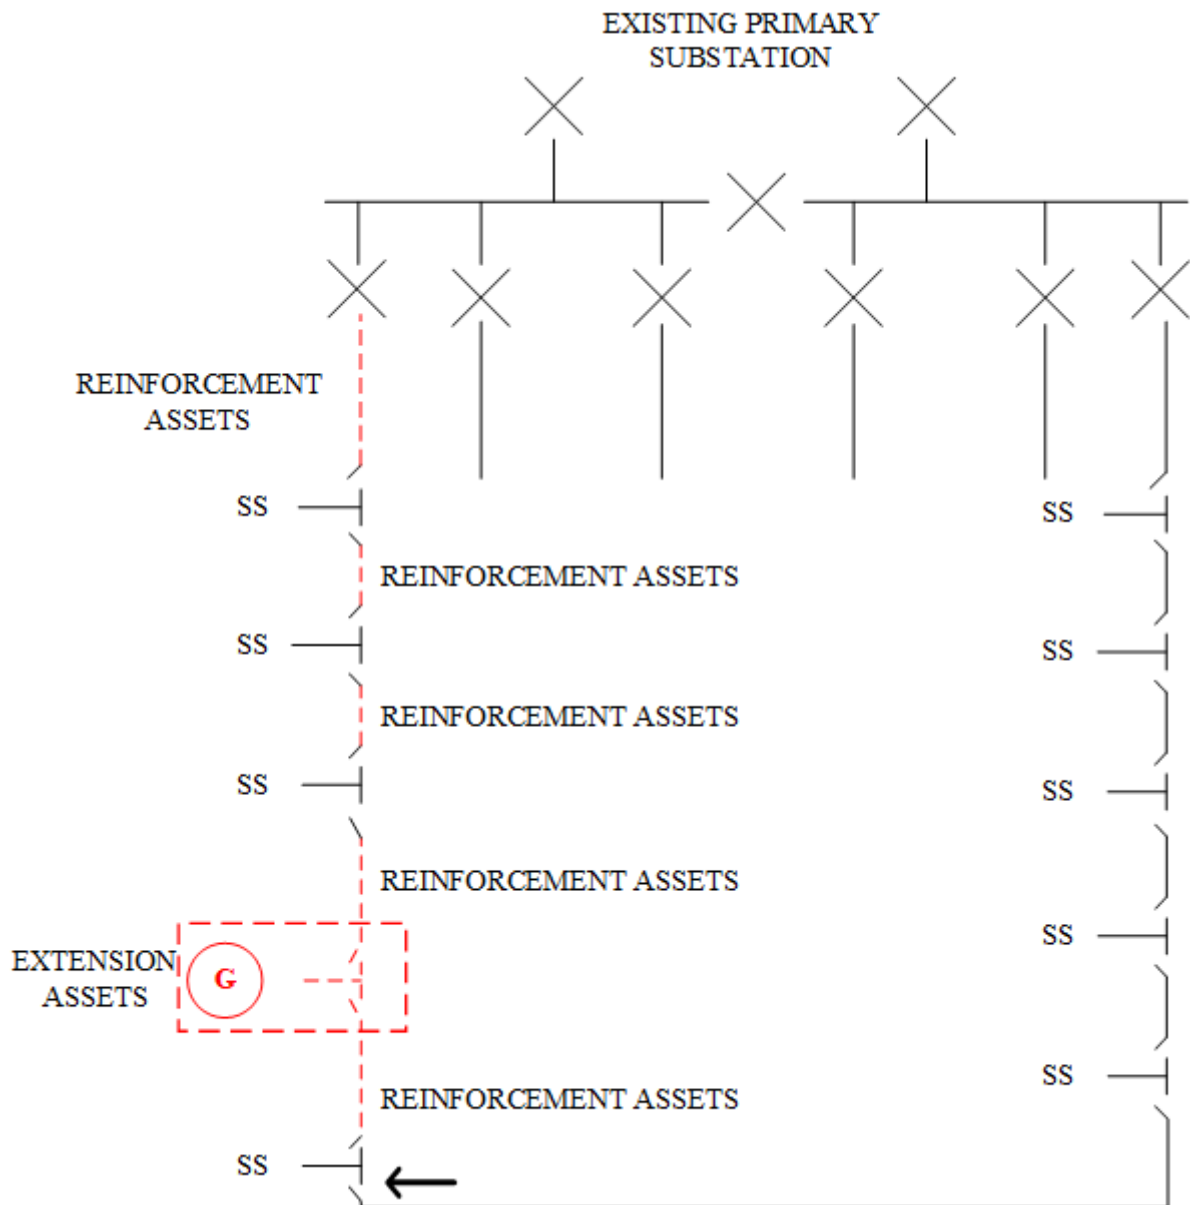 EXISTING PRIMARY
SUBSTATION
REINFORCEMENT
ASSETS
SS
SS
REINFORCEMENT ASSETS
SS
SS
REINFORCEMENT ASSETS
SS
SS
REINFORCEMENT ASSETS
SS
EXTENSION
ASSETS
G
SS
REINFORCEMENT ASSETS
SS